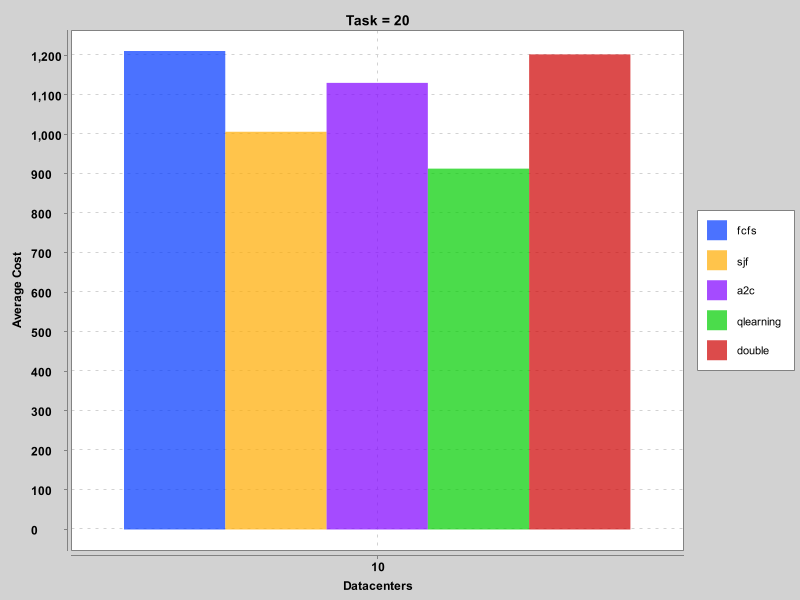 Task = 20
Average Cost
1,200
1,100
1,000
900
800
700
600
500
400
300
200
100
0
10
Datacenters
fcfs
sjf
a2c
qlearning
double